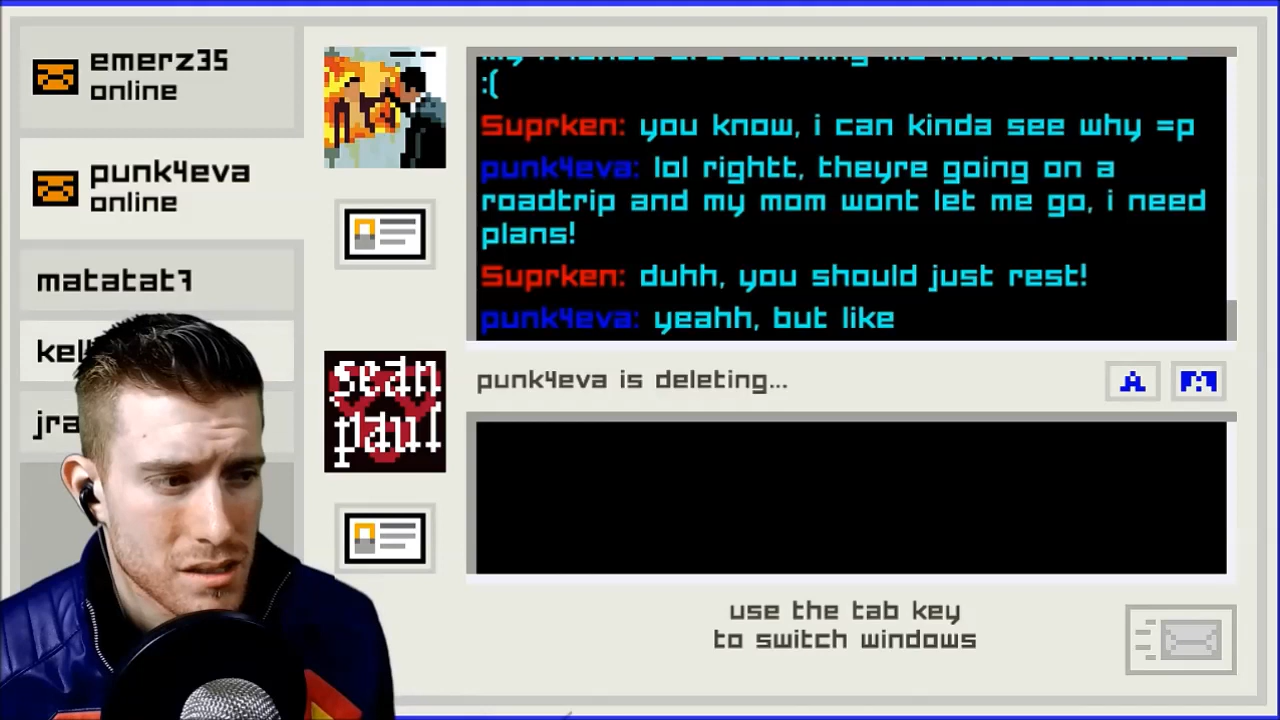 emerz35
online
punk4eva
online
matatat7
:(
Suprken: you know, i can kinda see why =p
punk4eva: lol rightt, theyre going on a
roadtrip and my mom wont let me go, i need
plans!
Suprken: duhh, you should just rest!
punk4eva: yeahh, but like
sean
paul
punk4eva is deleting...
A
use the tab key
to switch windows